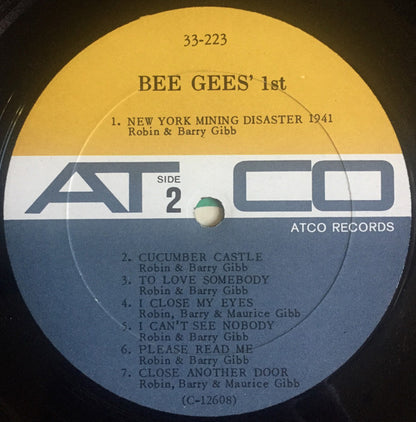 33-223
BEE GEES' 1st
1. NEW YORK MINING DISASTER 1941
Robin & Barry Gibb
ATCO
SIDE
2
ATCO RECORDS
2. CUCUMBER CASTLE
Robin & Barry Gibb
3. TO LOVE SOMEBODY
Robin & Barry Gibb
4. I CLOSE MY EYES
Robin, Barry & Maurice Gibb
5. I CAN'T SEE NOBODY
Robin & Barry Gibb
6. PLEASE READ ME
Robin & Barry Gibb
7. CLOSE ANOTHER DOOR
Robin, Barry & Maurice Gibb
(C-12608)